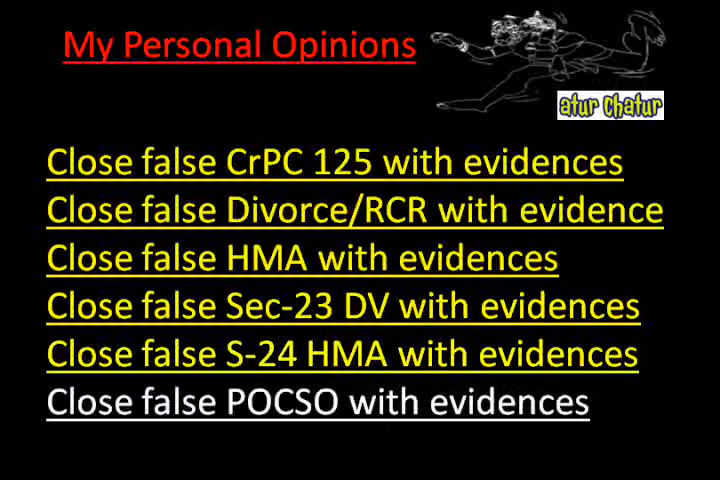 My Personal Opinions
atur chatur
Close false CrPC 125 with evidences
Close false Divorce/RCR with evidence
Close false HMA with evidences
Close false Sec-23 DV with evidences
Close false S-24 HMA with evidences
Close false POCSO with evidences